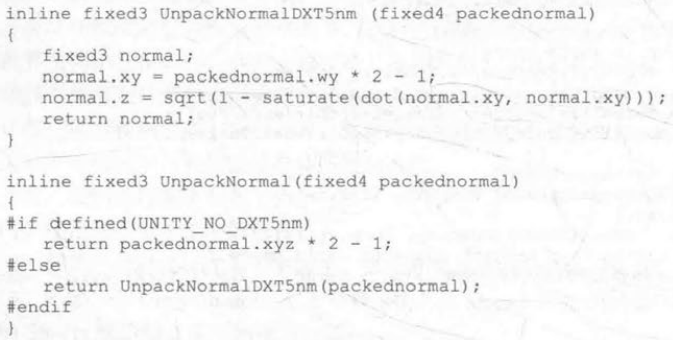 inline fixed3 UnpackNormalDXT5nm (fixed4 packednormal)
{
    fixed3 normal;
    normal.xy = packednormal.wy * 2 - 1;
    normal.z = sqrt(1 - saturate(dot(normal.xy, normal.xy)));
    return normal;
}
inline fixed3 UnpackNormal(fixed4 packednormal)
{
#if defined(UNITY_NO_DXT5nm)
    return packednormal.xyz * 2 - 1;
#else
    return UnpackNormalDXT5nm(packednormal);
#endif
}